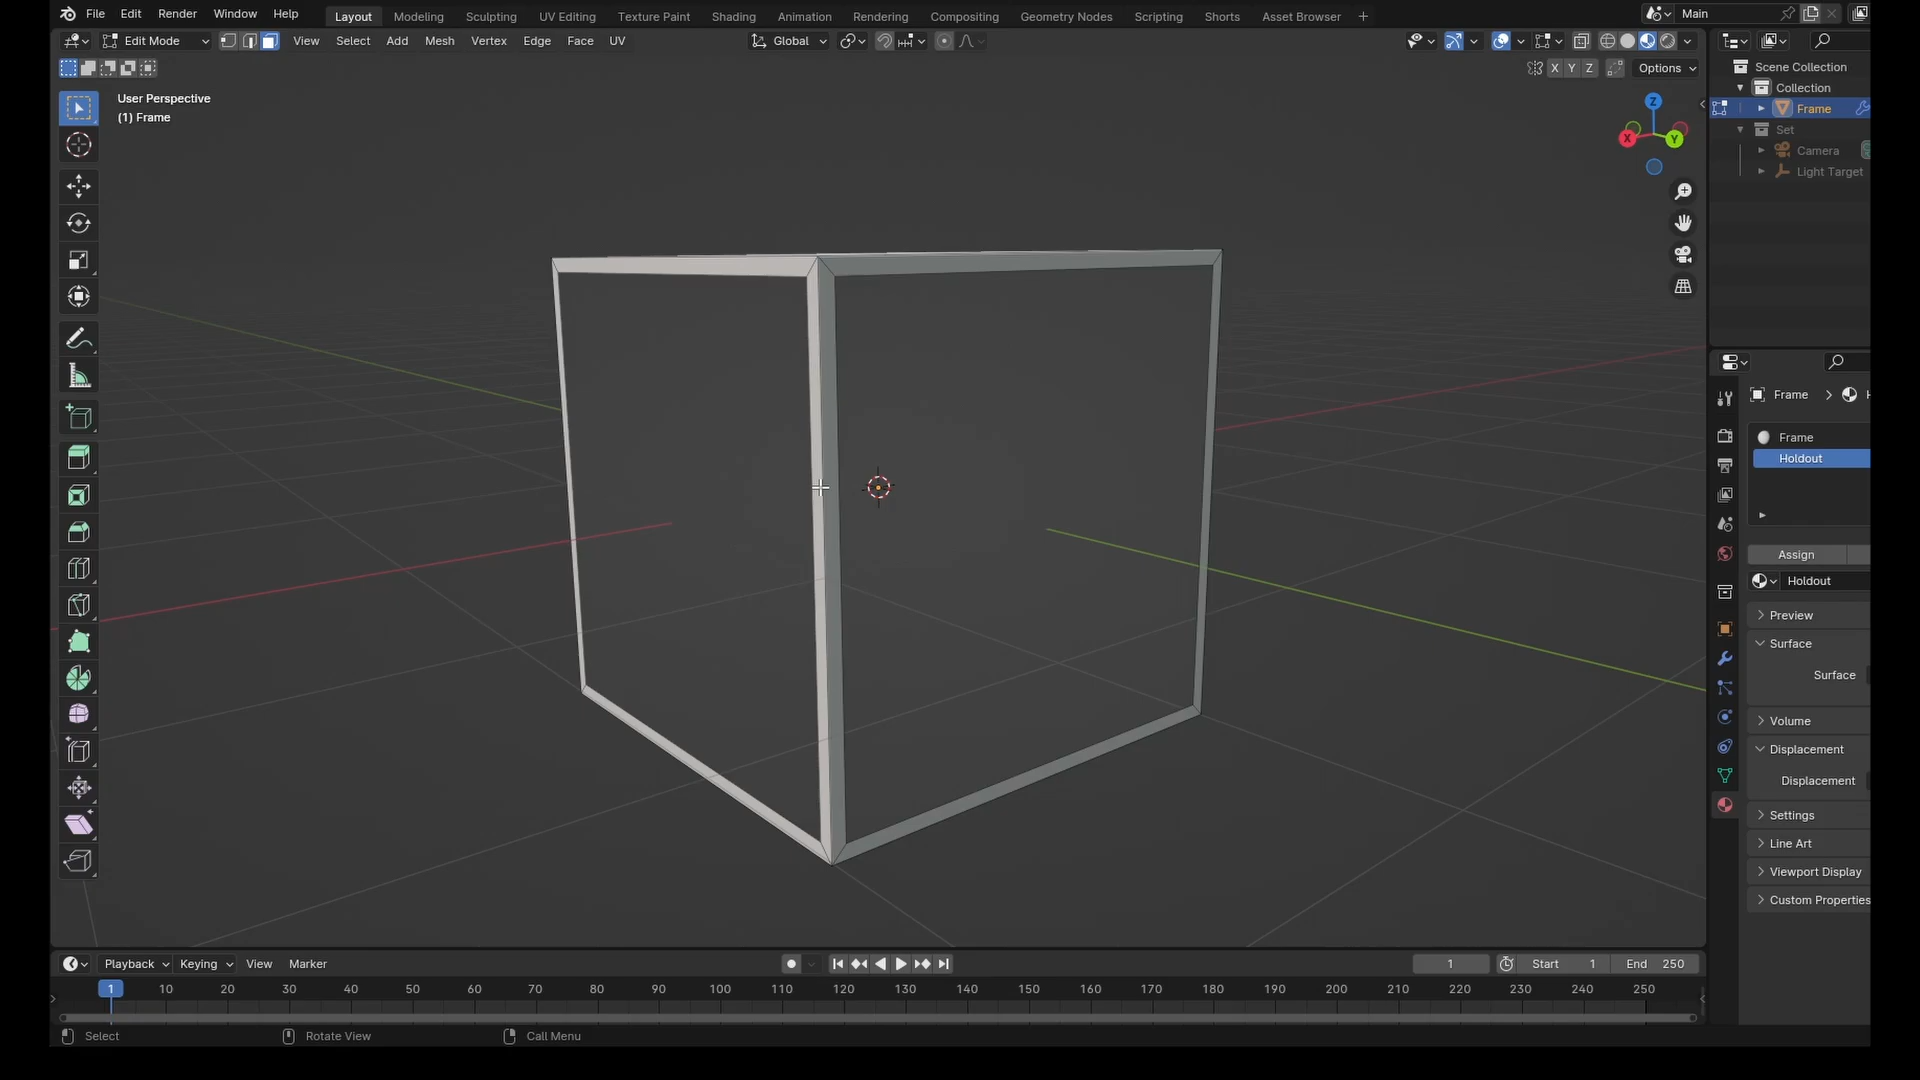 File Edit Render Window Help Layout Modeling Sculpting UV Editing Texture Paint Shading Animation Rendering Compositing Geometry Nodes Scripting Shorts Asset Browser + Main
Edit Mode View Select Add Mesh Vertex Edge Face UV Global
X Y Z Options
User Perspective
(1) Frame
Z
X Y
Scene Collection
Collection
Frame
Set
Camera
Light Target
Frame
Frame
Holdout
Assign
Holdout
Preview
Surface
Surface
Volume
Displacement
Displacement
Settings
Line Art
Viewport Display
Custom Properties
Playback Keying View Marker 1 Start 1 End 250
1 10 20 30 40 50 60 70 80 90 100 110 120 130 140 150 160 170 180 190 200 210 220 230 240 250
Select Rotate View Call Menu